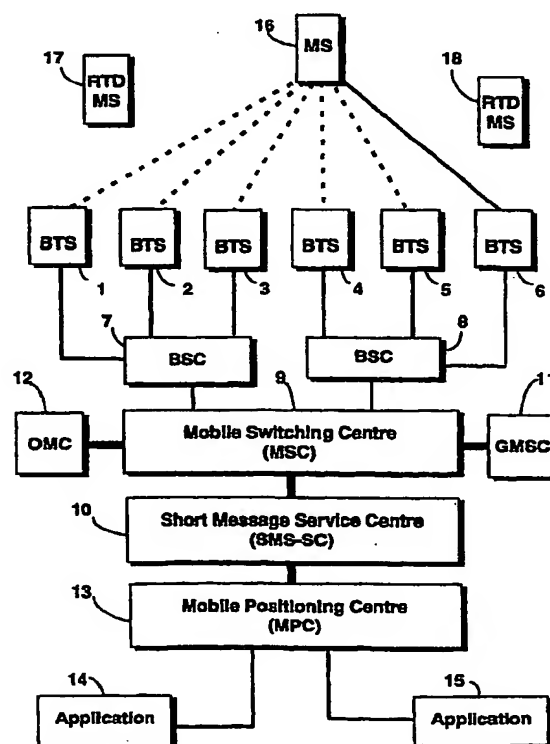 16
MS
17
RTD
MS
18
RTD
MS
BTS
BTS
BTS
BTS
BTS
BTS
1
2
3
4
5
6
7
8
BSC
BSC
12
9
11
OMC
Mobile Switching Centre
(MSC)
GMSC
10
Short Message Service Centre
(SMS-SC)
13
Mobile Positioning Centre
(MPC)
14
15
Application
Application